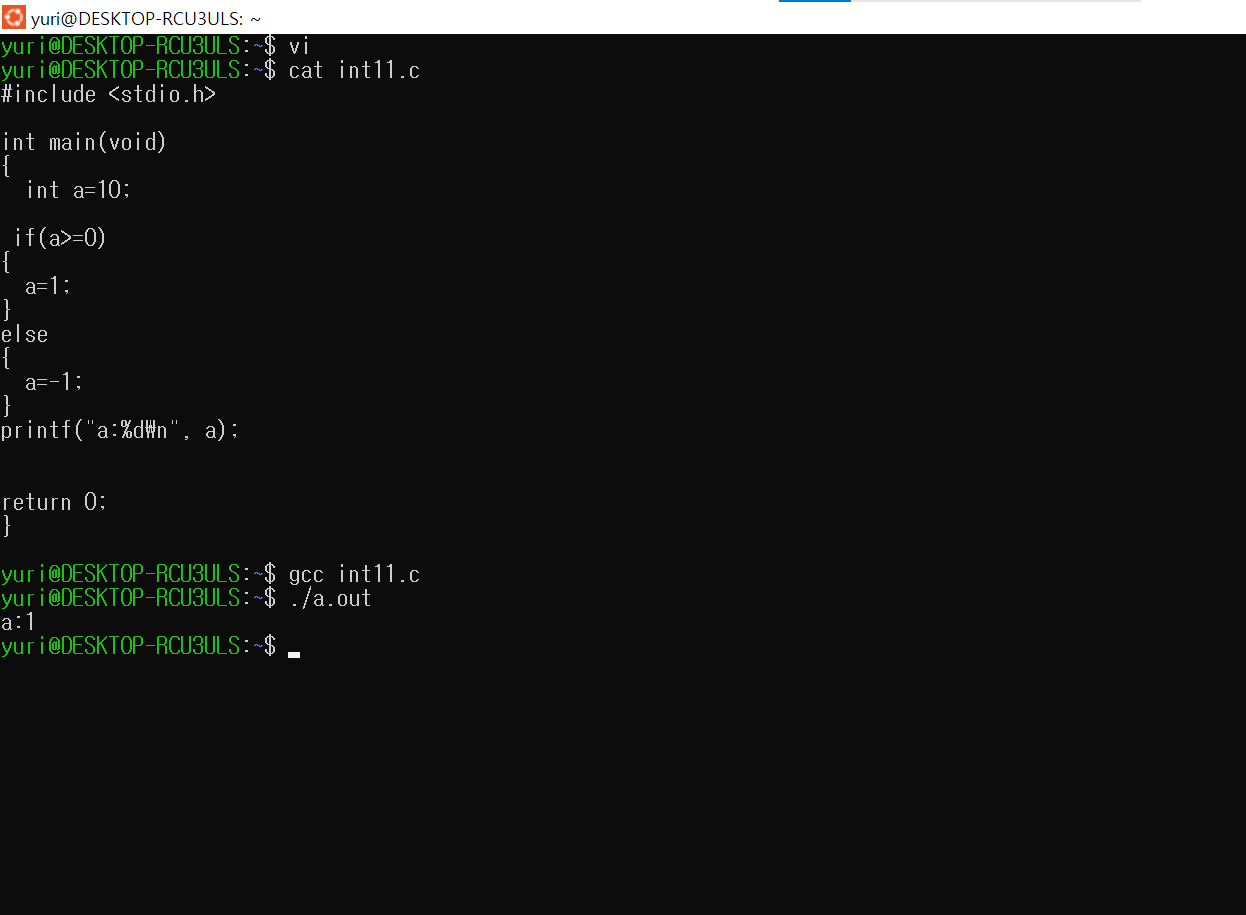 yuri@DESKTOP-RCU3ULS: ~
yuri@DESKTOP-RCU3ULS:~$ vi
yuri@DESKTOP-RCU3ULS:~$ cat int11.c
#include <stdio.h>
int main(void)
{
  int a=10;
 if(a>=0)
{
  a=1;
}
else
{
  a=-1;
}
printf("a:%d₩n", a);
return 0;
}
yuri@DESKTOP-RCU3ULS:~$ gcc int11.c
yuri@DESKTOP-RCU3ULS:~$ ./a.out
a:1
yuri@DESKTOP-RCU3ULS:~$